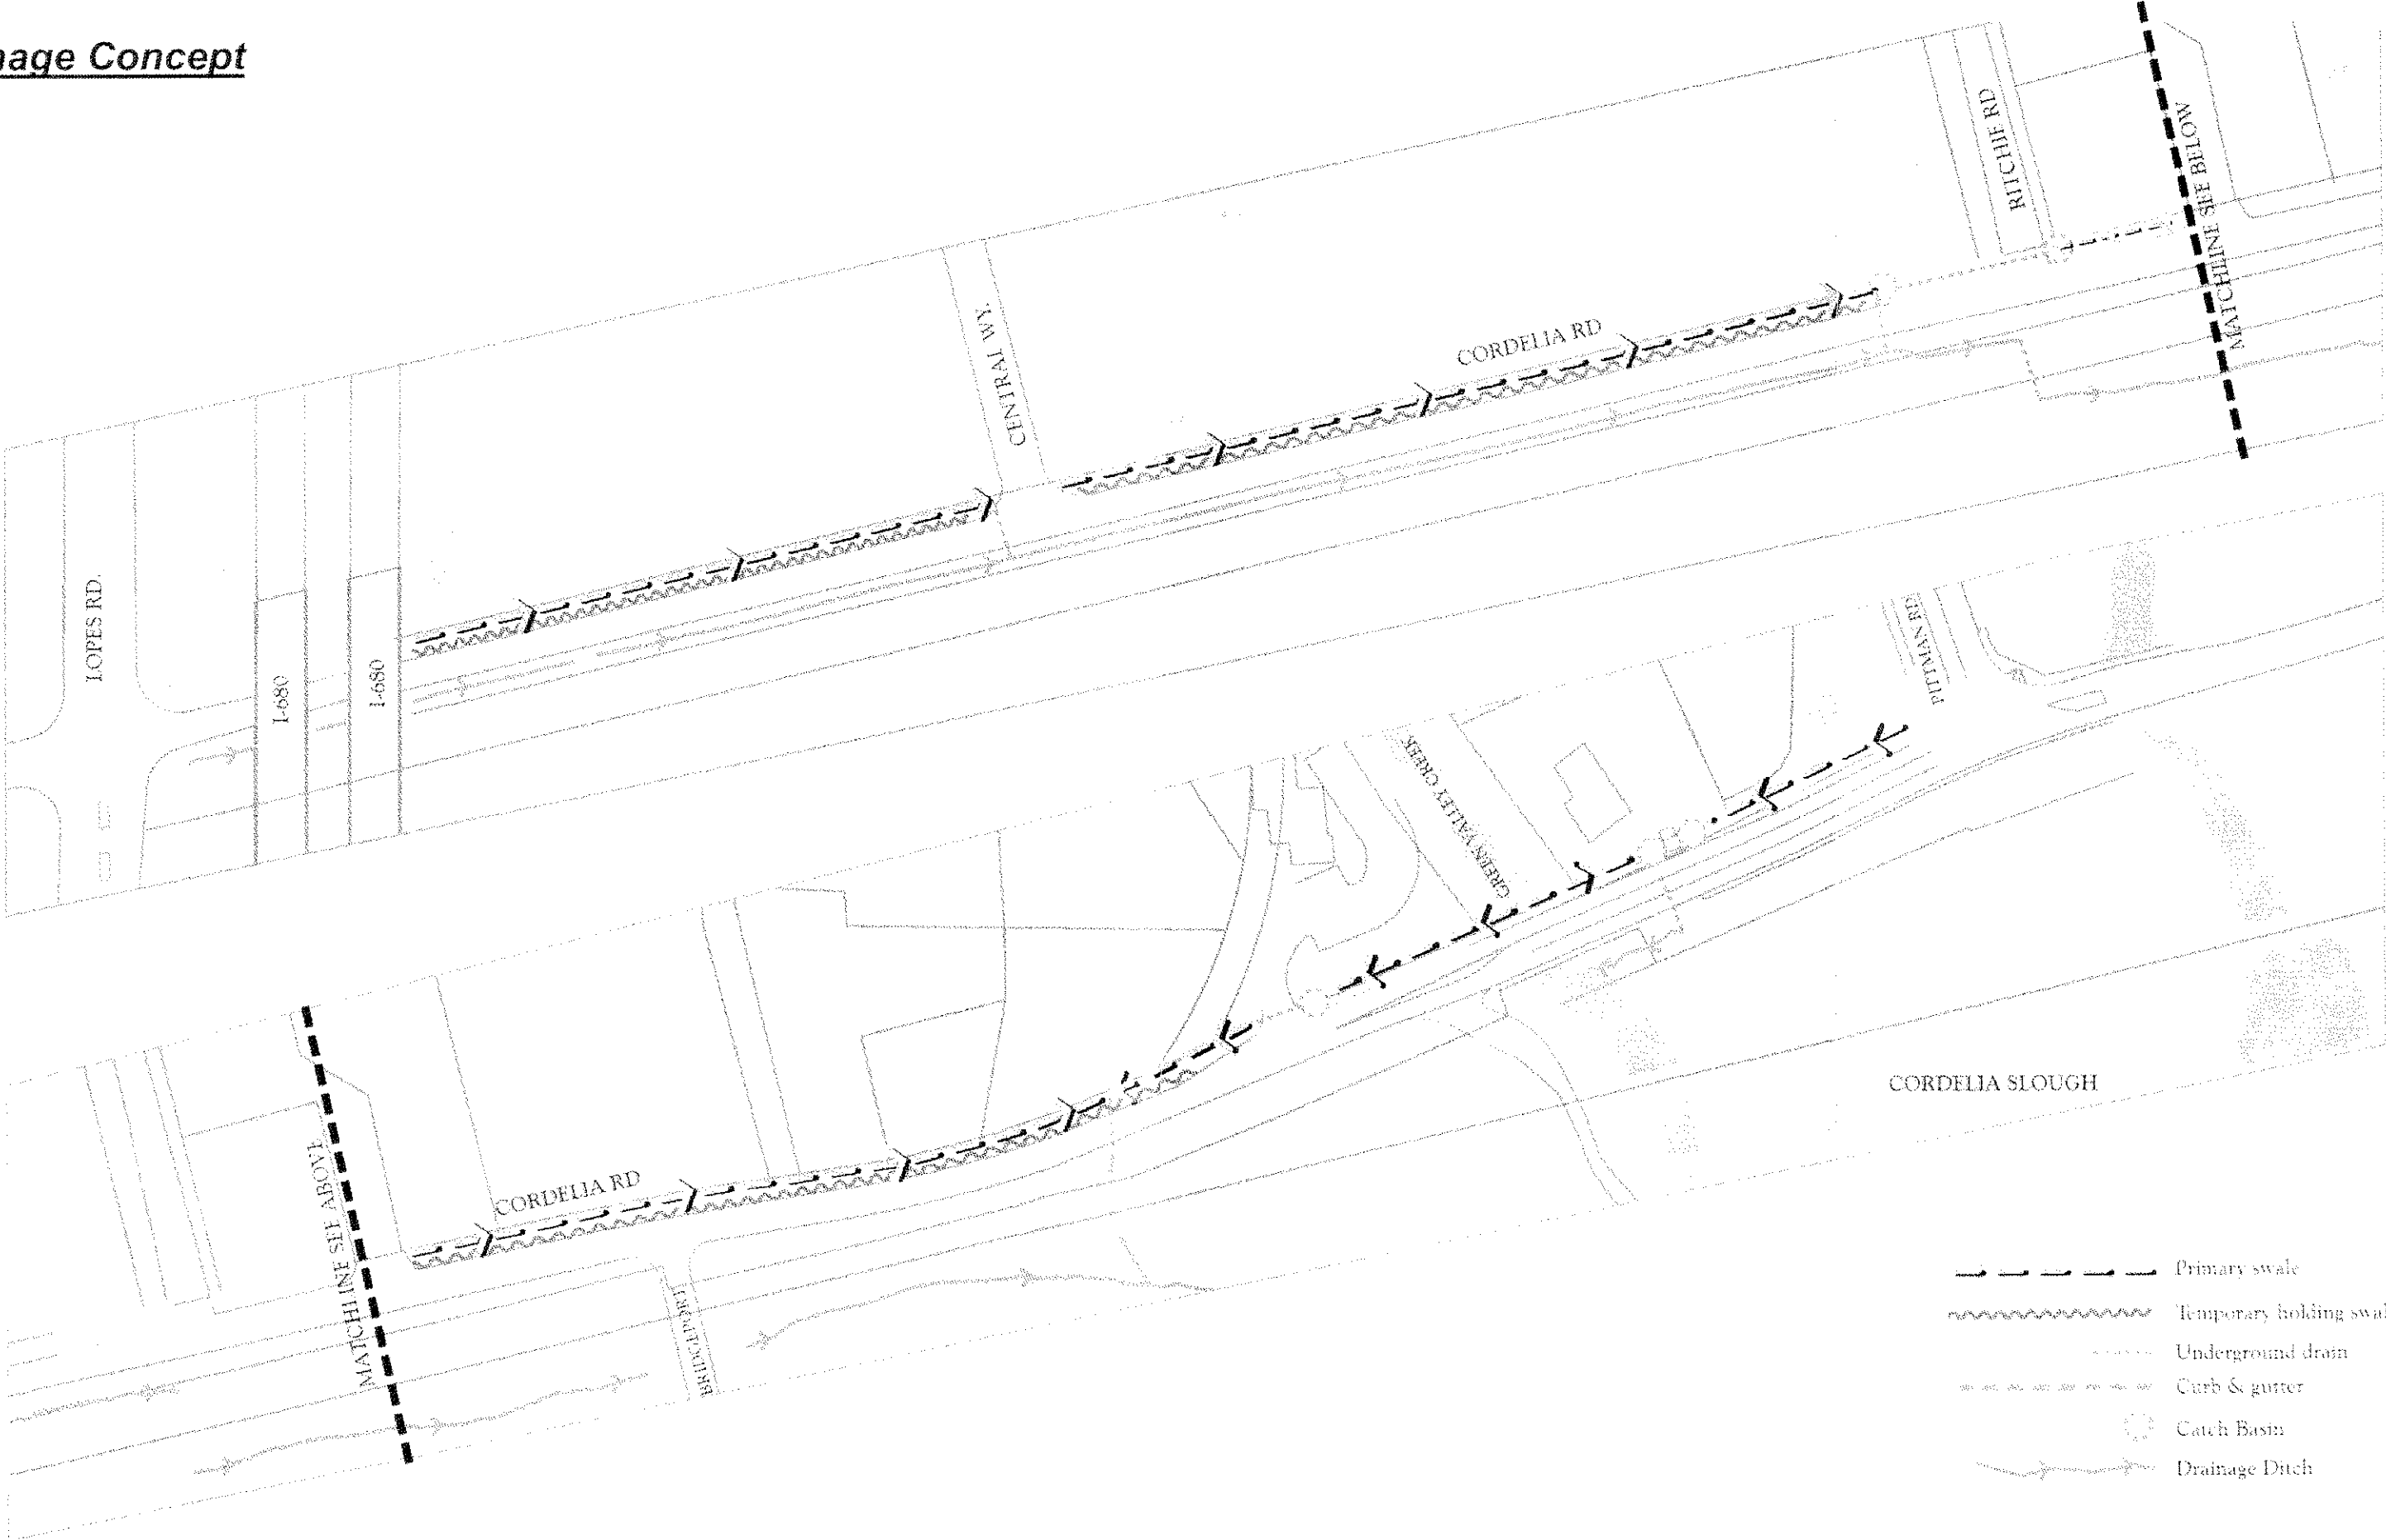 nage Concept
RITCHIE RD
MATCHLINE SEE BELOW
CENTRAL WY.
CORDELIA RD
LOPES RD.
I-680
I-680
PITTMAN RD
GREEN VALLEY CREEK
CORDELIA SLOUGH
CORDELIA RD
MATCHLINE SEE ABOVE
BRIDGEPORT
Primary swale
Temporary holding swal
Underground drain
Curb & gutter
Catch Basin
Drainage Ditch